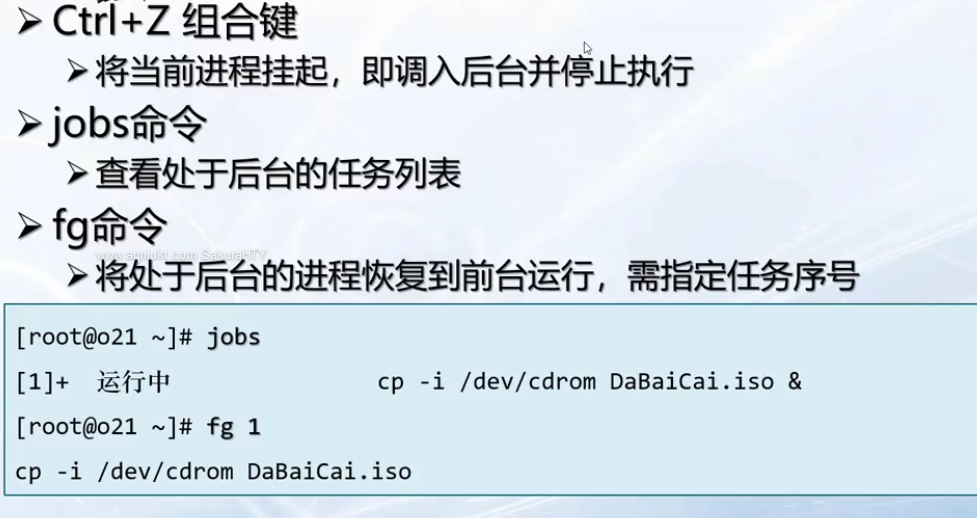 ➢ Ctrl+Z 组合键
➢ 将当前进程挂起，即调入后台并停止执行
➢ jobs命令
➢ 查看处于后台的任务列表
➢ fg命令
➢ 将处于后台的进程恢复到前台运行，需指定任务序号
[root@o21 ~]# jobs
[1]+  运行中               cp -i /dev/cdrom DaBaiCai.iso &
[root@o21 ~]# fg 1
cp -i /dev/cdrom DaBaiCai.iso